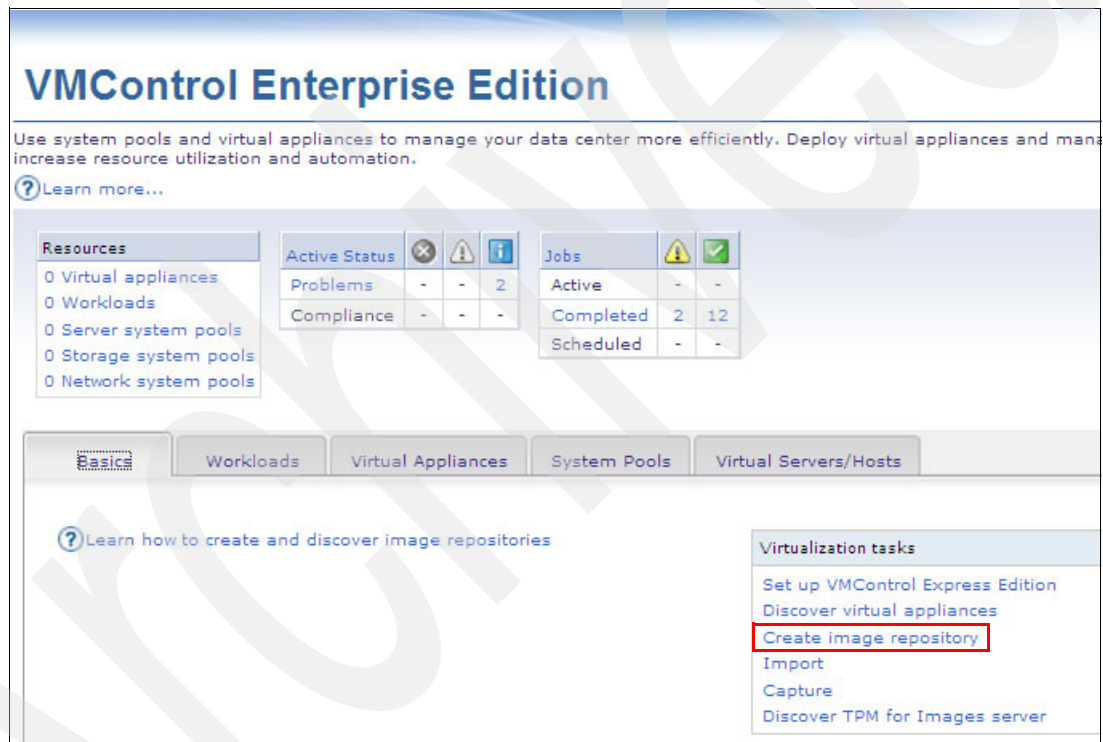 VMControl Enterprise Edition
Use system pools and virtual appliances to manage your data center more efficiently. Deploy virtual appliances and mana
increase resource utilization and automation.
?Learn more...
Resources
0 Virtual appliances
0 Workloads
0 Server system pools
0 Storage system pools
0 Network system pools
Active Status
Problems - - 2
Compliance - - -
Jobs
Active - -
Completed 2 12
Scheduled - -
Basics Workloads Virtual Appliances System Pools Virtual Servers/Hosts
?Learn how to create and discover image repositories
Virtualization tasks
Set up VMControl Express Edition
Discover virtual appliances
Create image repository
Import
Capture
Discover TPM for Images server